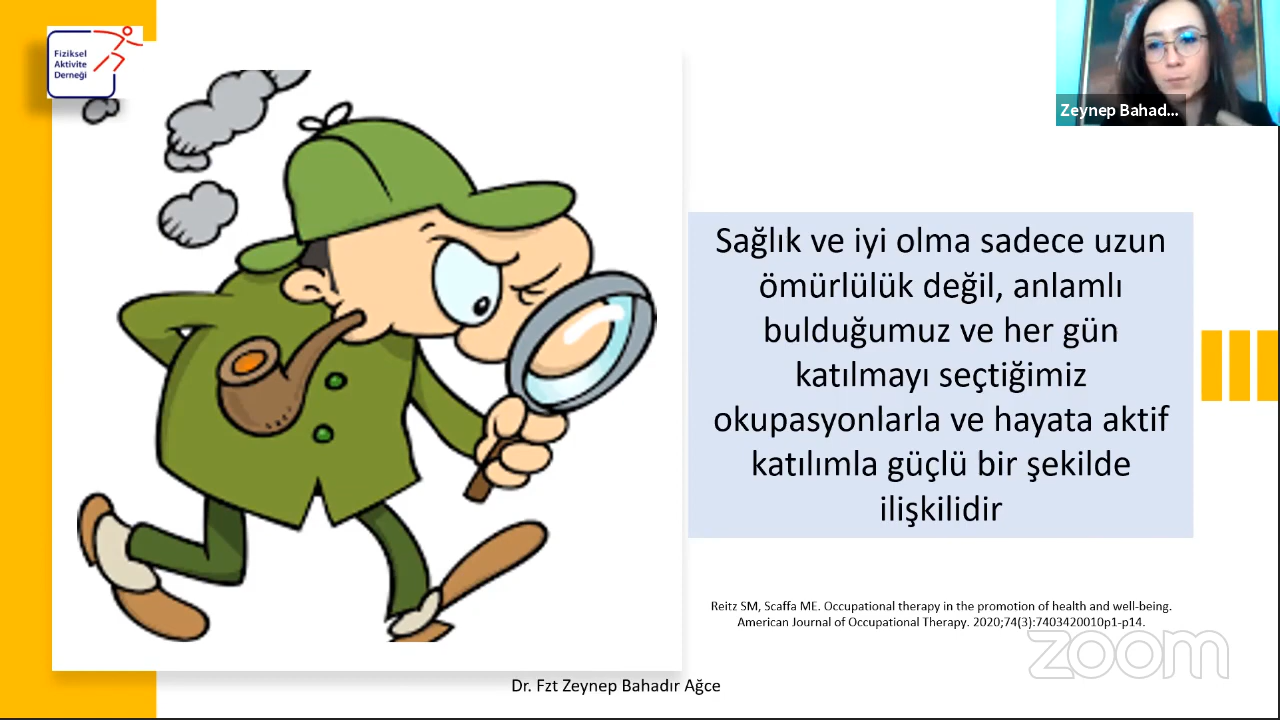 Fiziksel
Aktivite
Derneği
Zeynep Bahad...
Sağlık ve iyi olma sadece uzun
ömürlülük değil, anlamlı
bulduğumuz ve her gün
katılmayı seçtiğimiz
okupasyonlarla ve hayata aktif
katılımla güçlü bir şekilde
ilişkilidir
Reitz SM, Scaffa ME. Occupational therapy in the promotion of health and well-being.
American Journal of Occupational Therapy. 2020;74(3):7403420010p1-p14.
zoom
Dr. Fzt Zeynep Bahadır Ağce